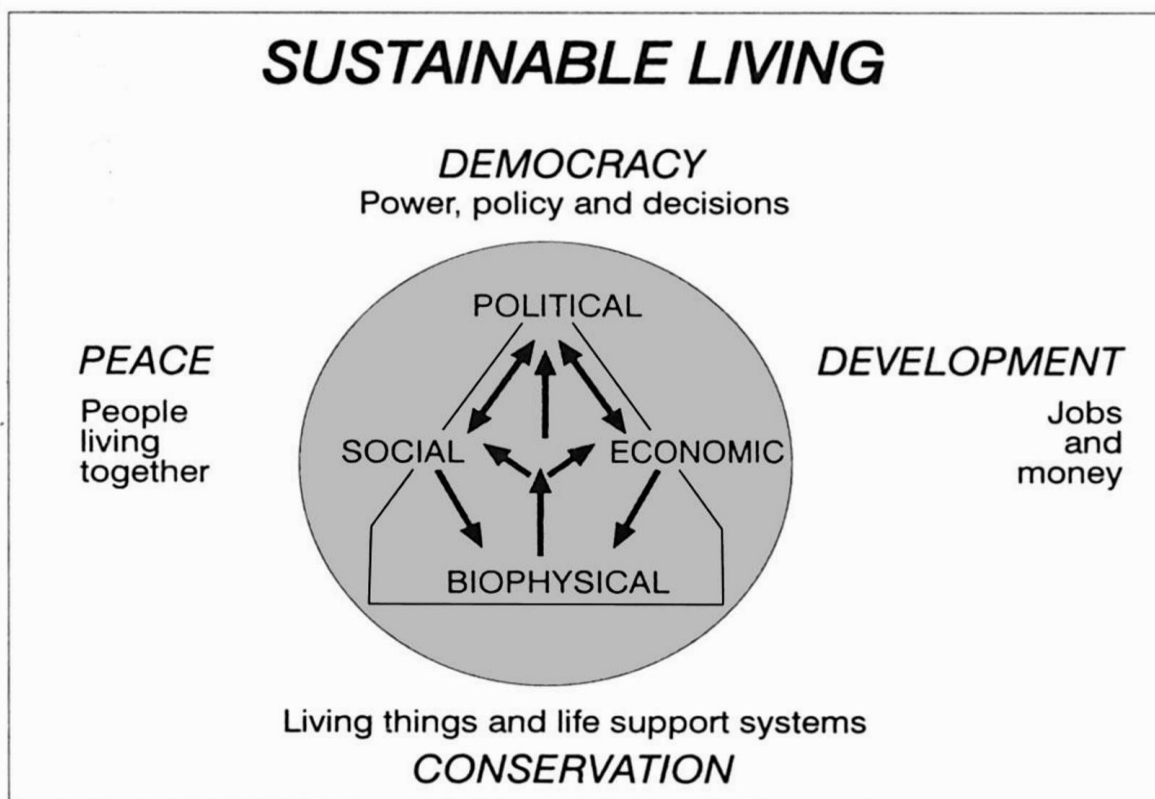 SUSTAINABLE LIVING
DEMOCRACY
Power, policy and decisions
POLITICAL
PEACE
People
living
together
DEVELOPMENT
Jobs
and
money
SOCIAL
ECONOMIC
BIOPHYSICAL
Living things and life support systems
CONSERVATION